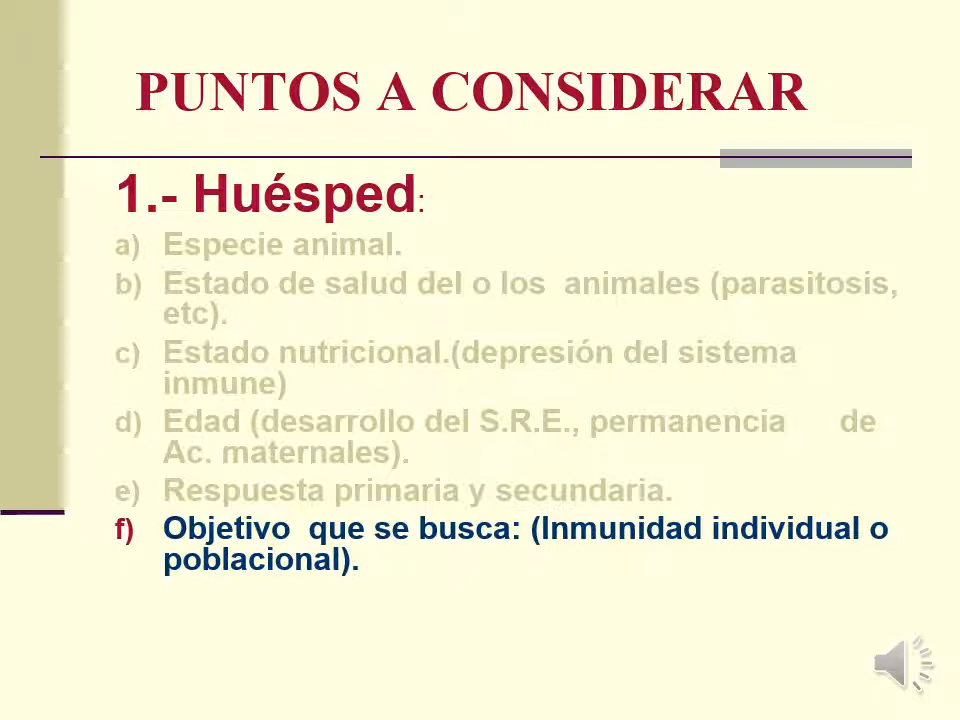 PUNTOS A CONSIDERAR
1.- Huésped:
a) Especie animal.
b) Estado de salud del o los animales (parasitosis,
etc).
c) Estado nutricional.(depresión del sistema
inmune)
d) Edad (desarrollo del S.R.E., permanencia de
Ac. maternales).
e) Respuesta primaria y secundaria.
f) Objetivo que se busca: (Inmunidad individual o
poblacional).